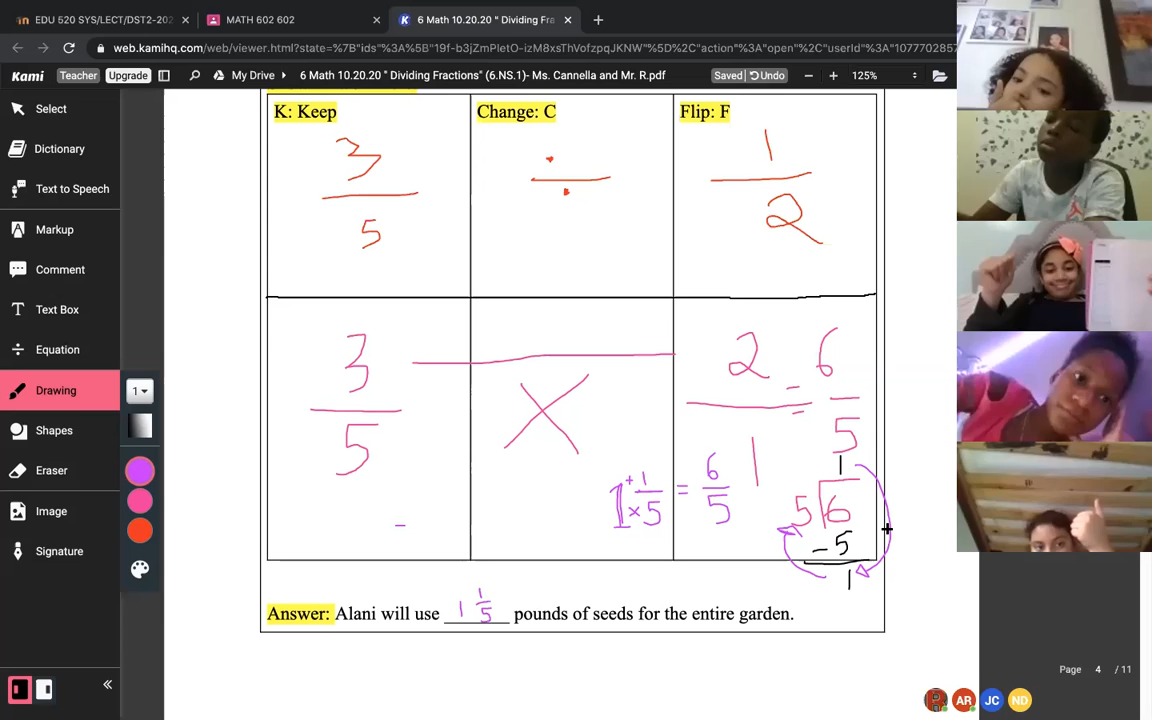 EDU 520 SYS/LECT/DST2-202
MATH 602 602
6 Math 10.20.20 " Dividing Fra
web.kamihq.com/web/viewer.html?state=%7B"ids"%3A%5B"19f-b3jZmPIetO-izM8xsThVofzpqJKNW"%5D%2C"action"%3A"open"%2C"userId"%3A"1077702857
Kami Teacher Upgrade My Drive 6 Math 10.20.20 " Dividing Fractions" (6.NS.1)- Ms. Cannella and Mr. R.pdf Saved Undo 125%
Select
Dictionary
Text to Speech
Markup
Comment
Text Box
Equation
Drawing
1
Shapes
Eraser
Image
Signature
K: Keep Change: C Flip: F
3 ÷ 1
5 2
3 2 = 6
5 × 1 5
1 + 1 = 6
× 5 5
1
5 6
- 5
1
Answer: Alani will use 1 1/5 pounds of seeds for the entire garden.
Page 4 / 11
AR JC ND